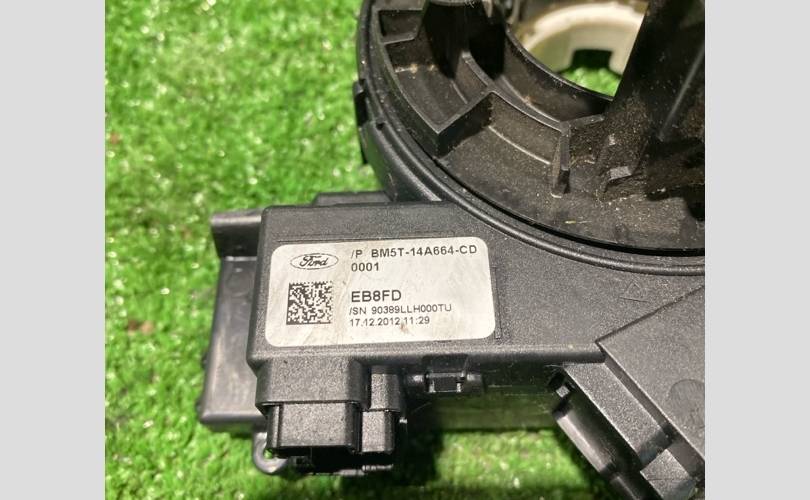 Ford
/P BM5T-14A664-CD
0001
EB8FD
/SN 90389LLH000TU
17.12.2012 11:29